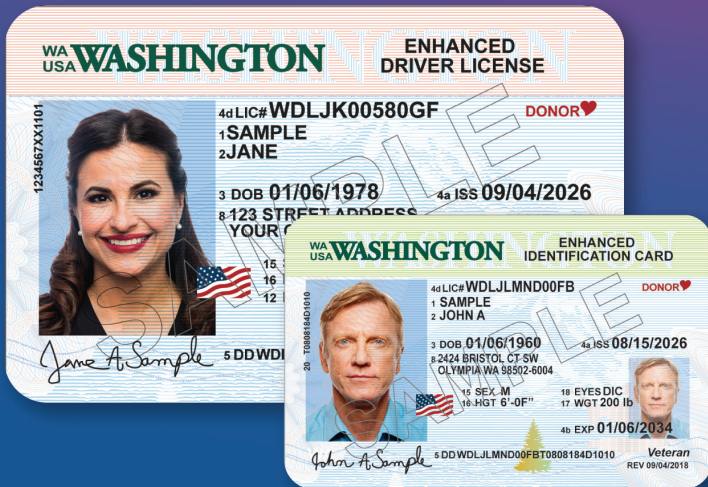 WA
USA WASHINGTON
ENHANCED
DRIVER LICENSE
4d LIC# WDLJK00580GF
DONOR
1 SAMPLE
2 JANE
3 DOB 01/06/1978
4a ISS 09/04/2026
8 123 STREET ADDRESS
YOUR
15
16
12
5 DD WDL
1234567XX1101
Jane A Sample
SAMPLE
WA
USA WASHINGTON
ENHANCED
IDENTIFICATION CARD
4d LIC# WDLJLMND00FB
DONOR
1 SAMPLE
2 JOHN A
3 DOB 01/06/1960
4a ISS 08/15/2026
8 2424 BRISTOL CT SW
OLYMPIA WA 98502-6004
15 SEX M
18 EYES DIC
16 HGT 6'-0F"
17 WGT 200 lb
4b EXP 01/06/2034
5 DD WDLJLMND00FBT0808184D1010
Veteran
REV 09/04/2018
20 T0808184D1010
John A Sample
SAMPLE